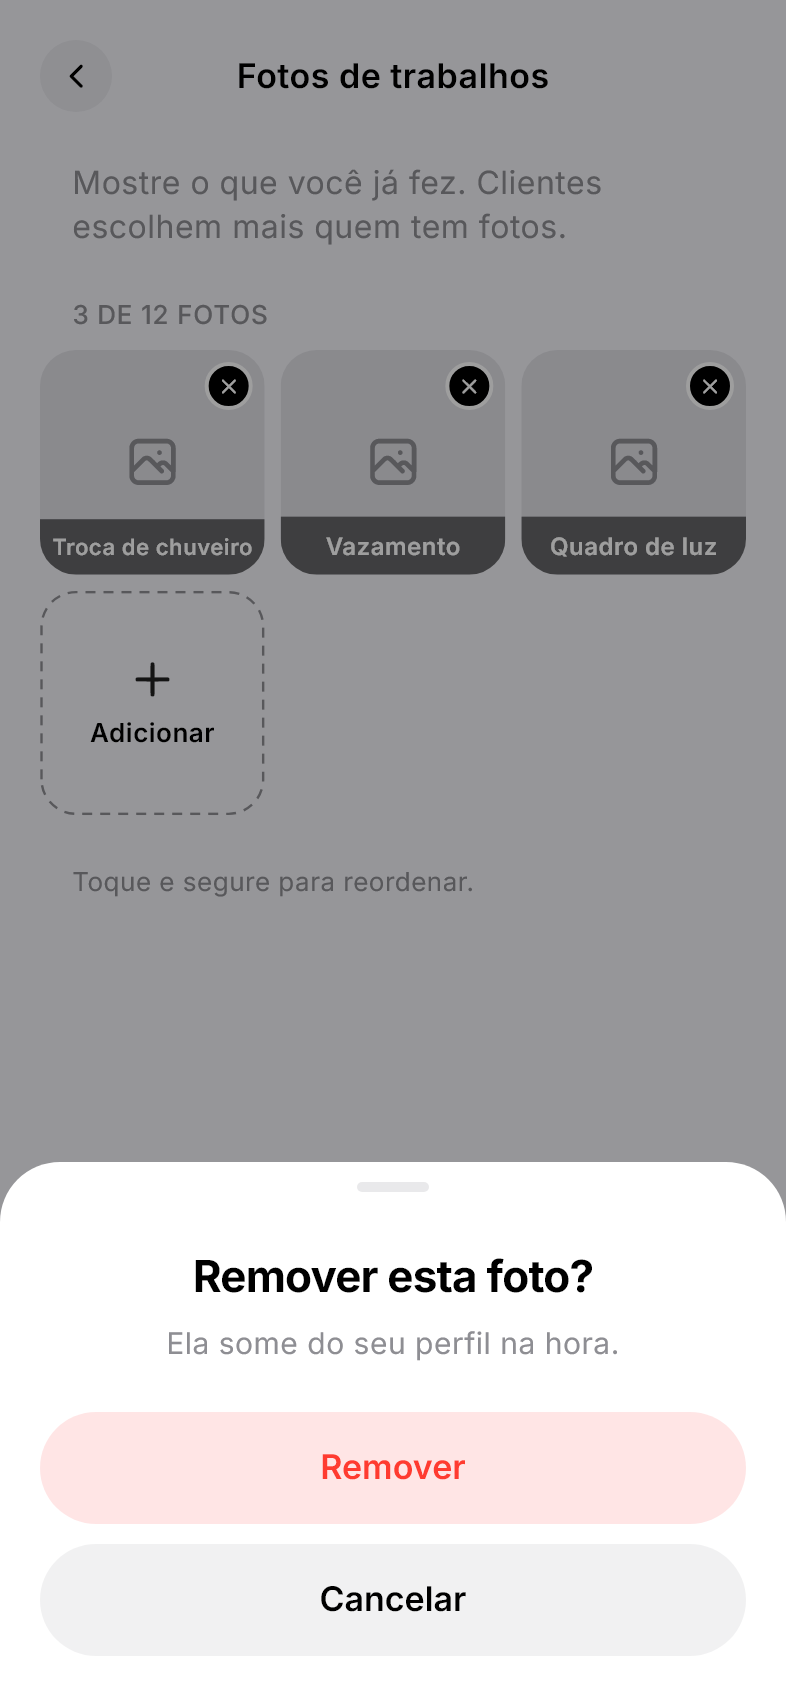 Fotos de trabalhos
Mostre o que você já fez. Clientes
escolhem mais quem tem fotos.
3 DE 12 FOTOS
Troca de chuveiro
Vazamento
Quadro de luz
Adicionar
Toque e segure para reordenar.
Remover esta foto?
Ela some do seu perfil na hora.
Remover
Cancelar